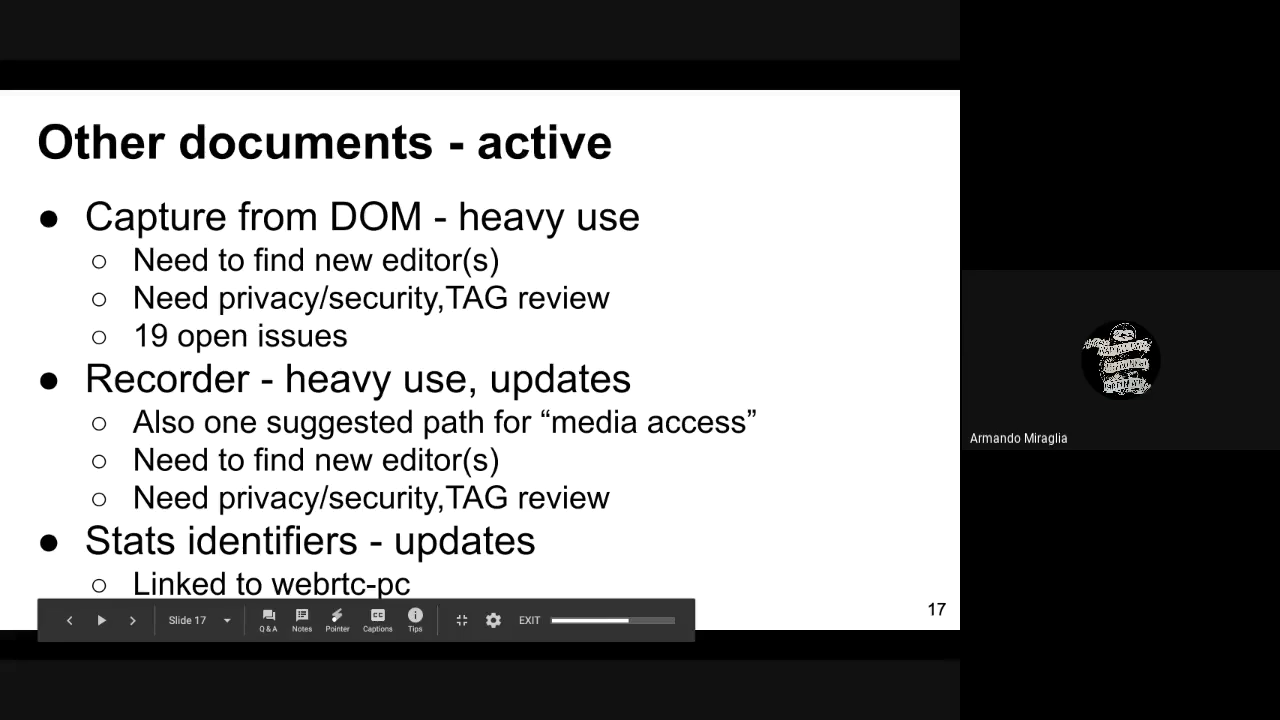 Other documents - active
● Capture from DOM - heavy use
○ Need to find new editor(s)
○ Need privacy/security,TAG review
○ 19 open issues
● Recorder - heavy use, updates
○ Also one suggested path for “media access”
○ Need to find new editor(s)
○ Need privacy/security,TAG review
● Stats identifiers - updates
○ Linked to webrtc-pc
17
Slide 17
Q & A Notes Pointer CC Captions Tips
EXIT
Armando Miraglia